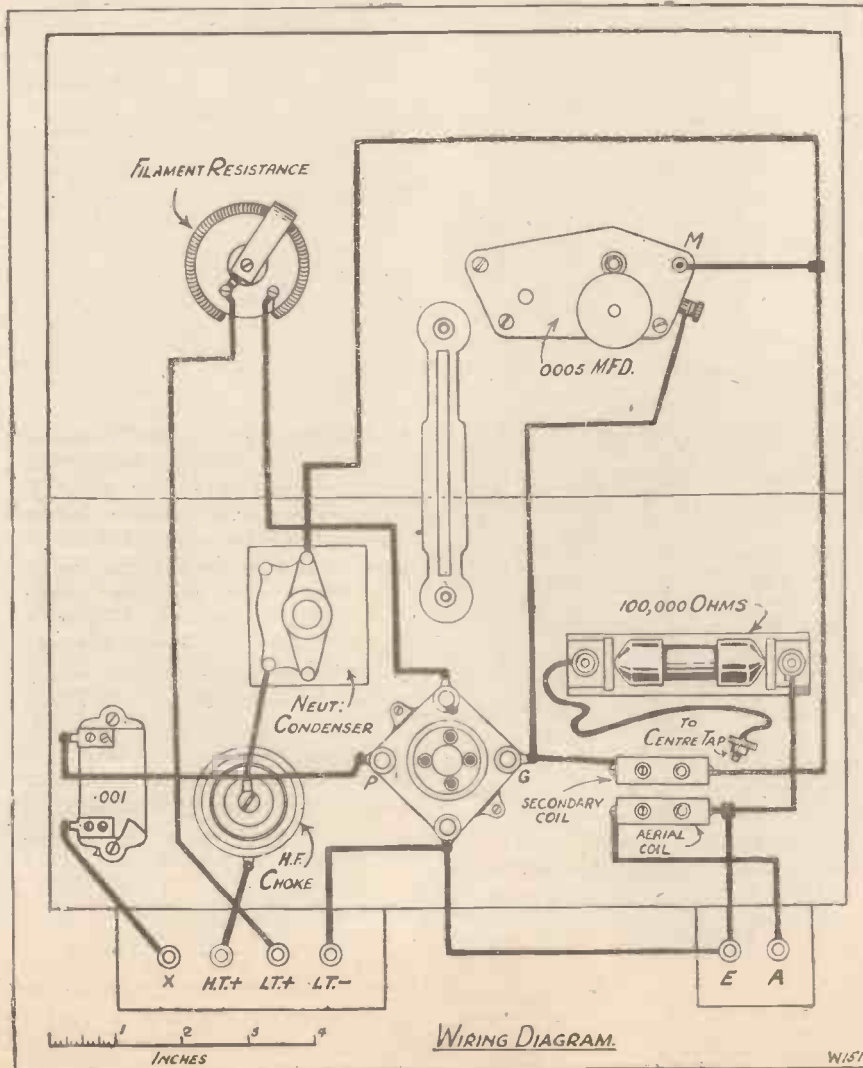 FILAMENT RESISTANCE
M
.0005 MFD.
100,000 OHMS
NEUT:
CONDENSER
TO
CENTRE TAP
P
G
.001
SECONDARY
COIL
AERIAL
COIL
H.F.
CHOKE
X H.T.+ L.T.+ L.T.-
E A
1 2 3 4
INCHES
WIRING DIAGRAM.
W151